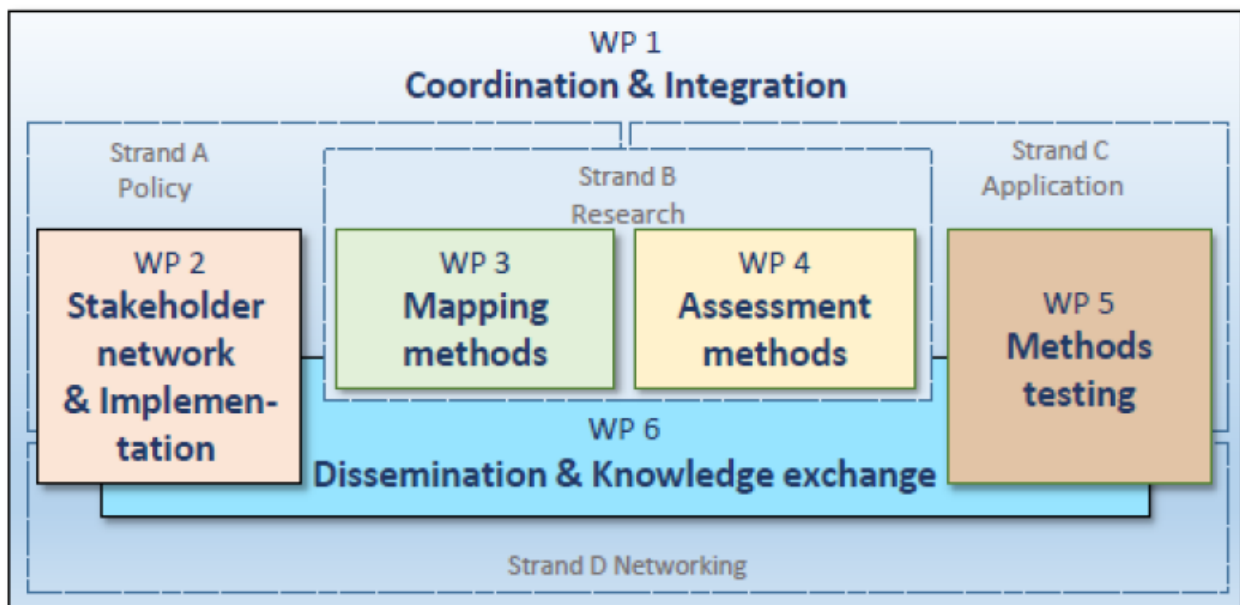 WP 1
Coordination & Integration
Strand A
Policy
Strand B
Research
Strand C
Application
WP 2
Stakeholder
network
& Implemen-
tation
WP 3
Mapping
methods
WP 4
Assessment
methods
WP 5
Methods
testing
WP 6
Dissemination & Knowledge exchange
Strand D Networking